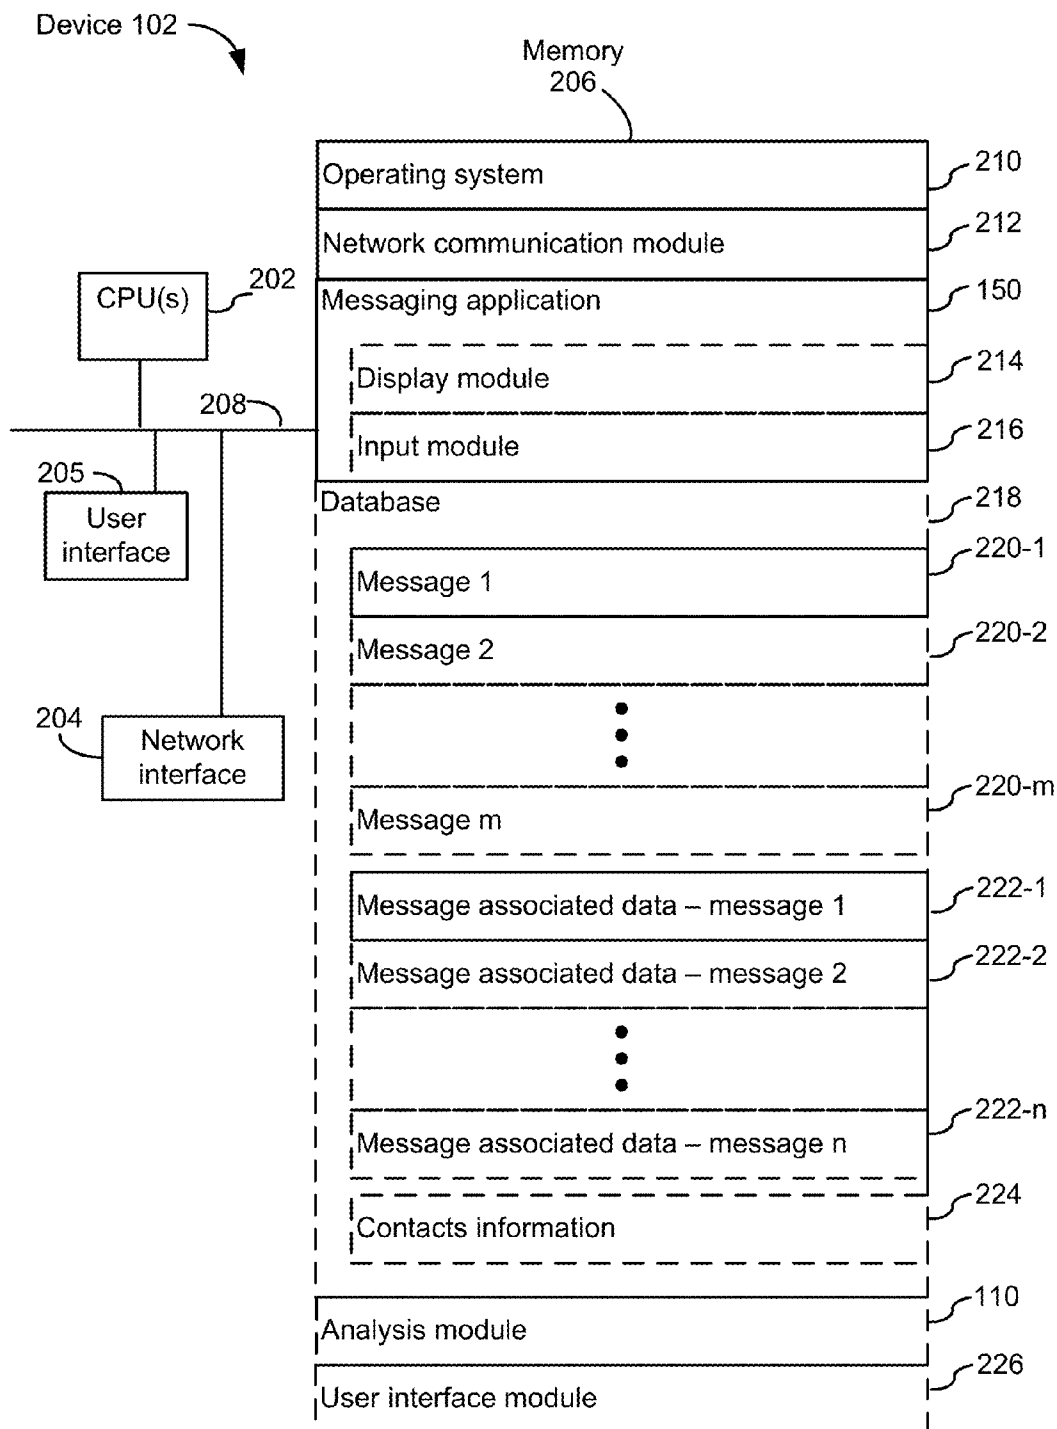 Device 102
Memory
206
Operating system
210
Network communication module
212
CPU(s)
202
Messaging application
150
Display module
214
208
Input module
216
205
User
interface
Database
218
Message 1
220-1
Message 2
220-2
204
Network
interface
Message m
220-m
Message associated data – message 1
222-1
Message associated data – message 2
222-2
Message associated data – message n
222-n
Contacts information
224
Analysis module
110
User interface module
226